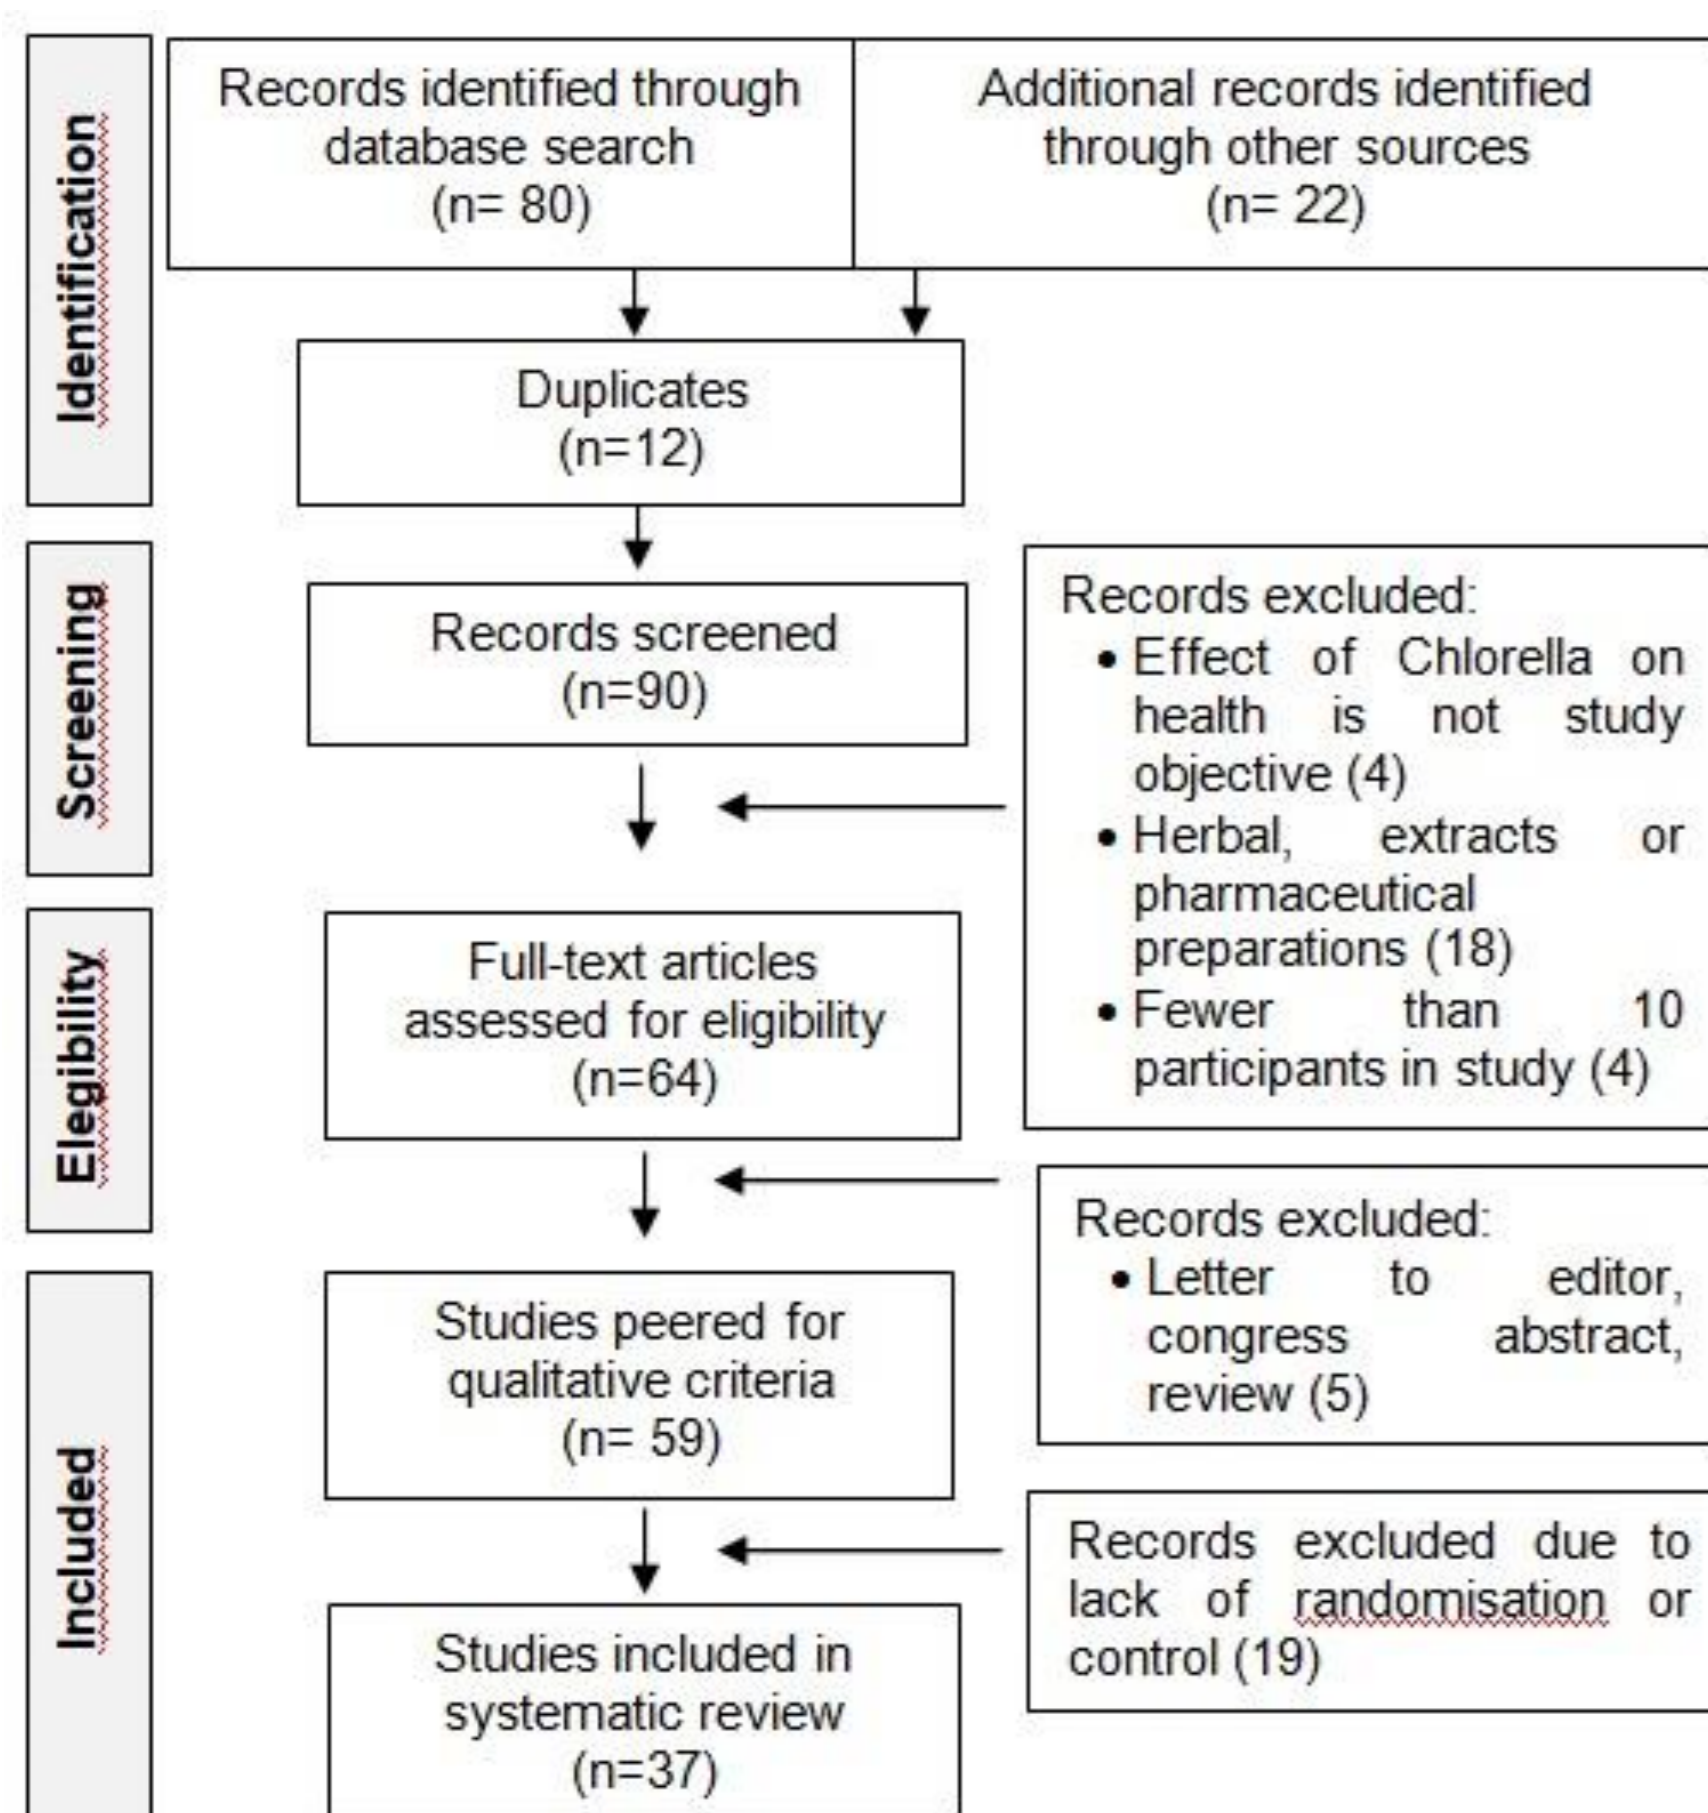 Identification
Records identified through
database search
(n= 80)
Additional records identified
through other sources
(n= 22)
Duplicates
(n=12)
Screening
Records screened
(n=90)
Records excluded:
• Effect of Chlorella on
health is not study
objective (4)
• Herbal, extracts or
pharmaceutical
preparations (18)
• Fewer than 10
participants in study (4)
Elegibility
Full-text articles
assessed for eligibility
(n=64)
Records excluded:
• Letter to editor,
congress abstract,
review (5)
Included
Studies peered for
qualitative criteria
(n= 59)
Records excluded due to
lack of randomisation or
control (19)
Studies included in
systematic review
(n=37)